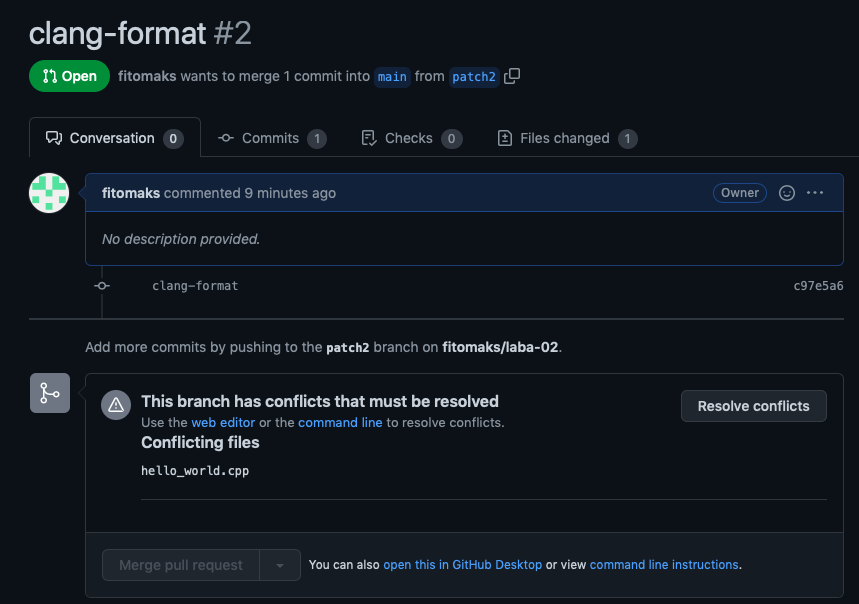 clang-format #2
Open fitomaks wants to merge 1 commit into main from patch2
Conversation 0 Commits 1 Checks 0 Files changed 1
fitomaks commented 9 minutes ago Owner
No description provided.
clang-format c97e5a6
Add more commits by pushing to the patch2 branch on fitomaks/laba-02.
This branch has conflicts that must be resolved
Resolve conflicts
Use the web editor or the command line to resolve conflicts.
Conflicting files
hello_world.cpp
Merge pull request You can also open this in GitHub Desktop or view command line instructions.